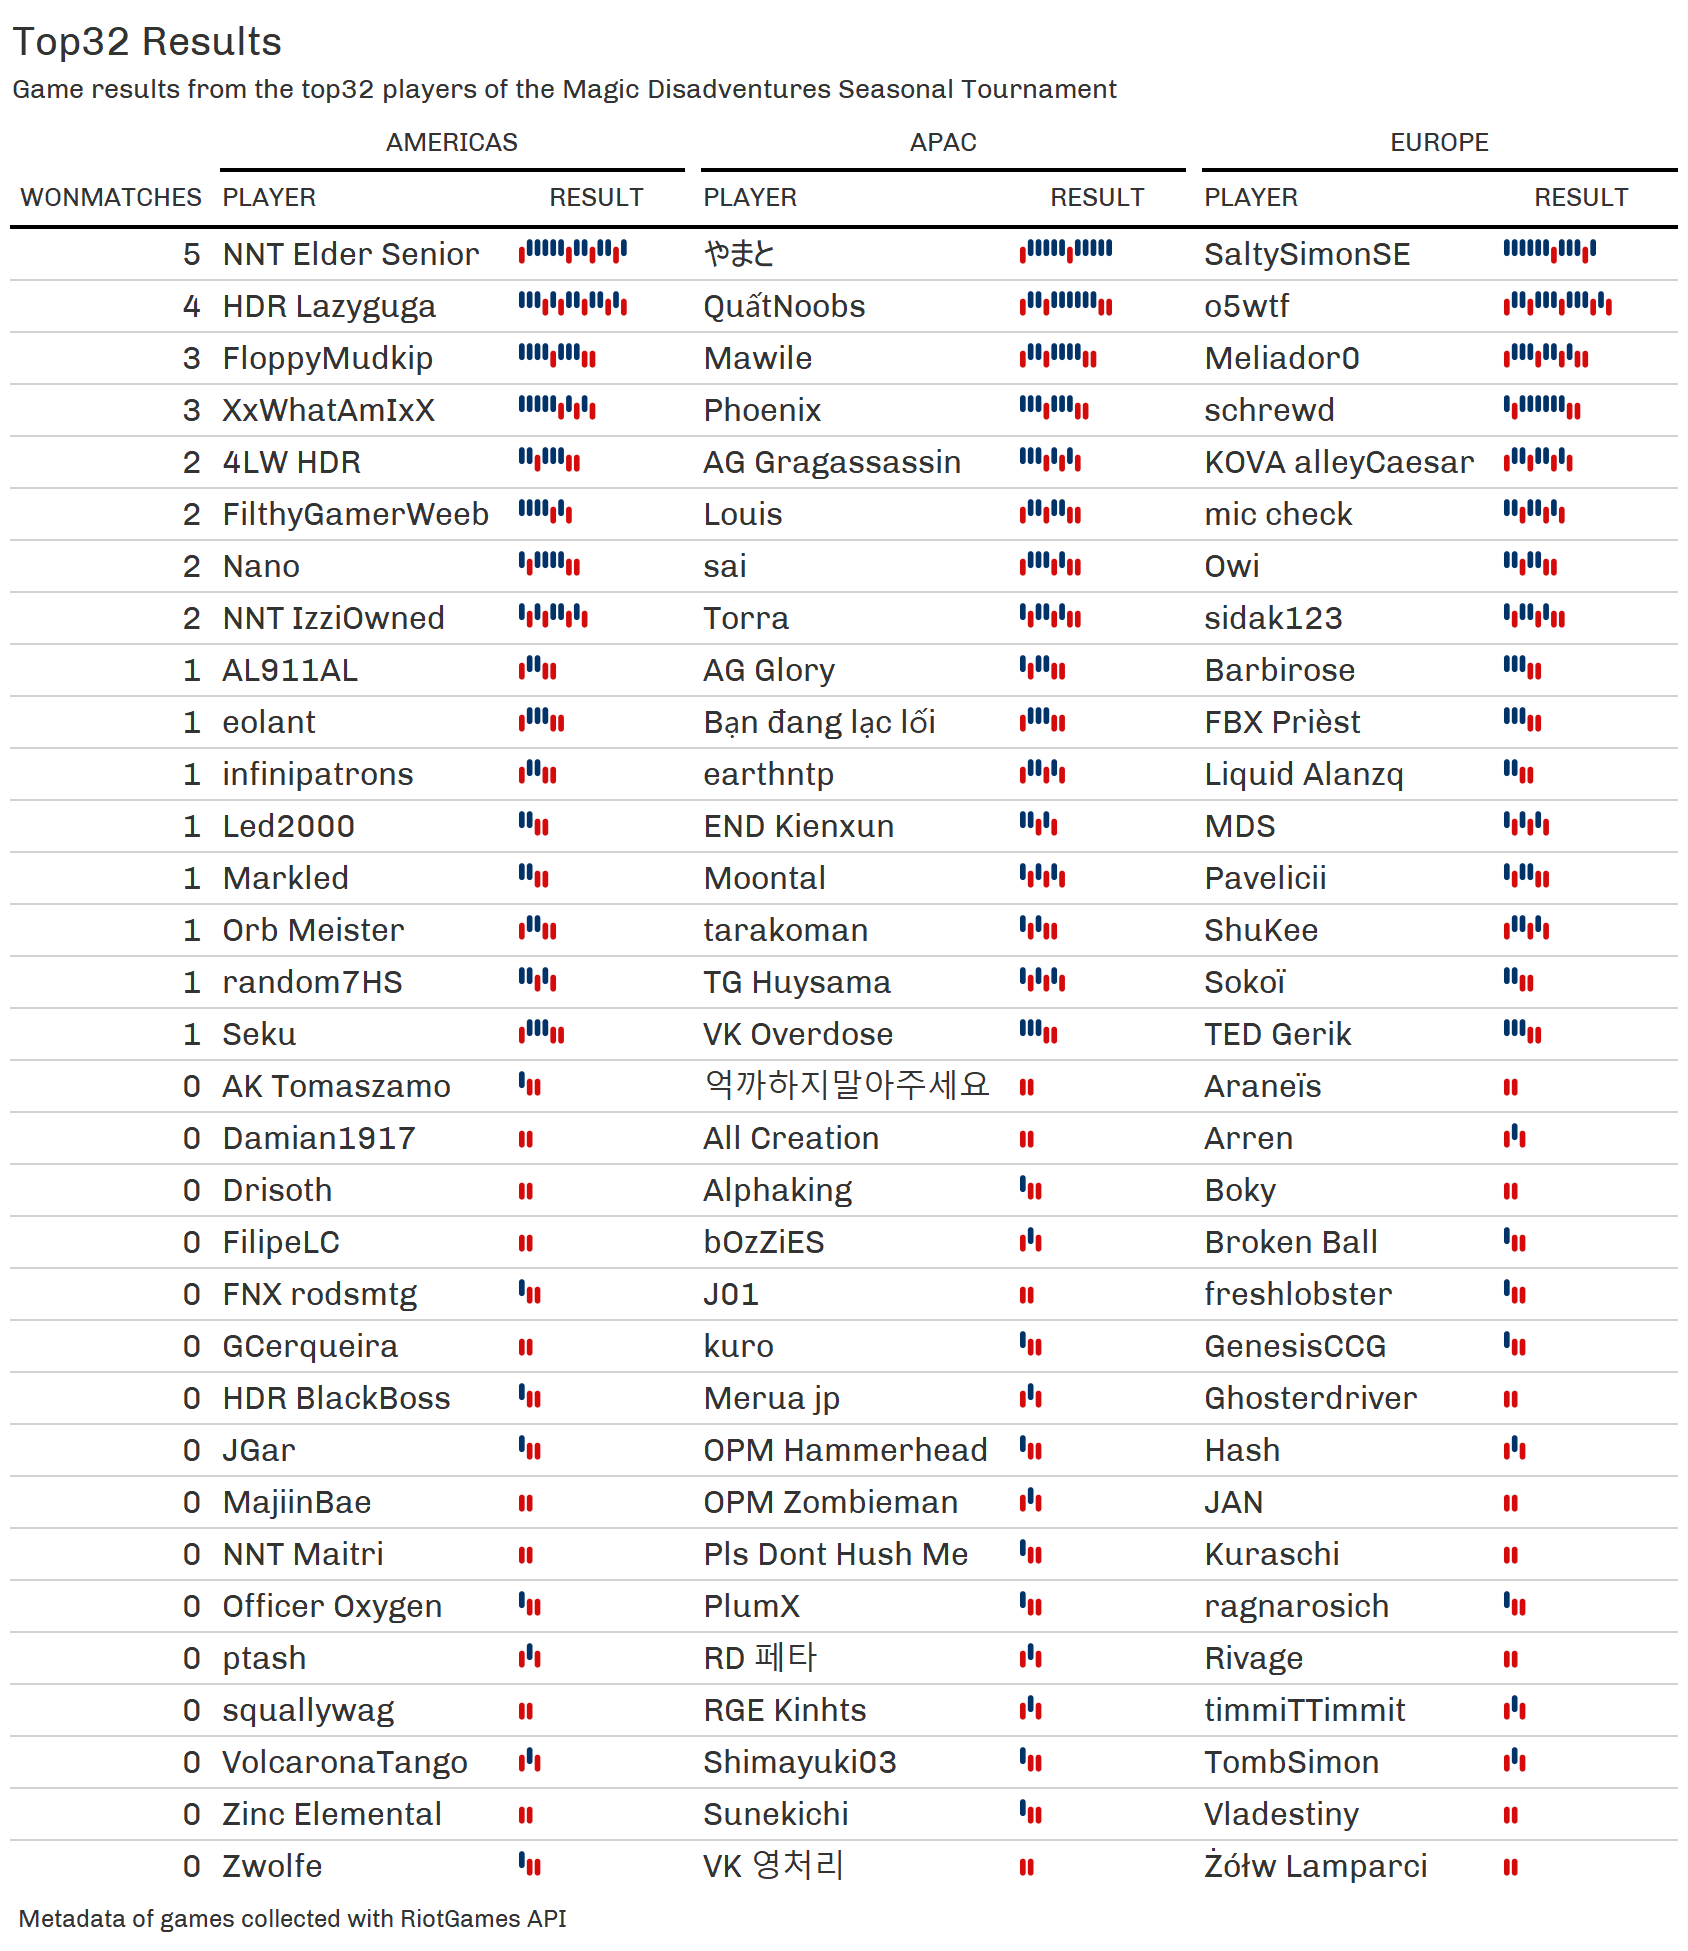 Top32 Results
Game results from the top32 players of the Magic Disadventures Seasonal Tournament
AMERICAS APAC EUROPE
WONMATCHES PLAYER RESULT PLAYER RESULT PLAYER RESULT
5 NNT Elder Senior やまと SaltySimonSE
4 HDR Lazyguga QuấtNoobs o5wtf
3 FloppyMudkip Mawile Meliador0
3 XxWhatAmIxX Phoenix schrewd
2 4LW HDR AG Gragassassin KOVA alleyCaesar
2 FilthyGamerWeeb Louis mic check
2 Nano sai Owi
2 NNT IzziOwned Torra sidak123
1 AL911AL AG Glory Barbirose
1 eolant Bạn đang lạc lối FBX Prièst
1 infinipatrons earthntp Liquid Alanzq
1 Led2000 END Kienxun MDS
1 Markled Moontal Pavelicii
1 Orb Meister tarakoman ShuKee
1 random7HS TG Huysama Sokoï
1 Seku VK Overdose TED Gerik
0 AK Tomaszamo 억까하지말아주세요 Araneïs
0 Damian1917 All Creation Arren
0 Drisoth Alphaking Boky
0 FilipeLC bOzZiES Broken Ball
0 FNX rodsmtg J01 freshlobster
0 GCerqueira kuro GenesisCCG
0 HDR BlackBoss Merua jp Ghosterdriver
0 JGar OPM Hammerhead Hash
0 MajiinBae OPM Zombieman JAN
0 NNT Maitri Pls Dont Hush Me Kuraschi
0 Officer Oxygen PlumX ragnarosich
0 ptash RD 페타 Rivage
0 squallywag RGE Kinhts timmiTTimmit
0 VolcaronaTango Shimayuki03 TombSimon
0 Zinc Elemental Sunekichi Vladestiny
0 Zwolfe VK 영처리 Żółw Lamparci
Metadata of games collected with RiotGames API